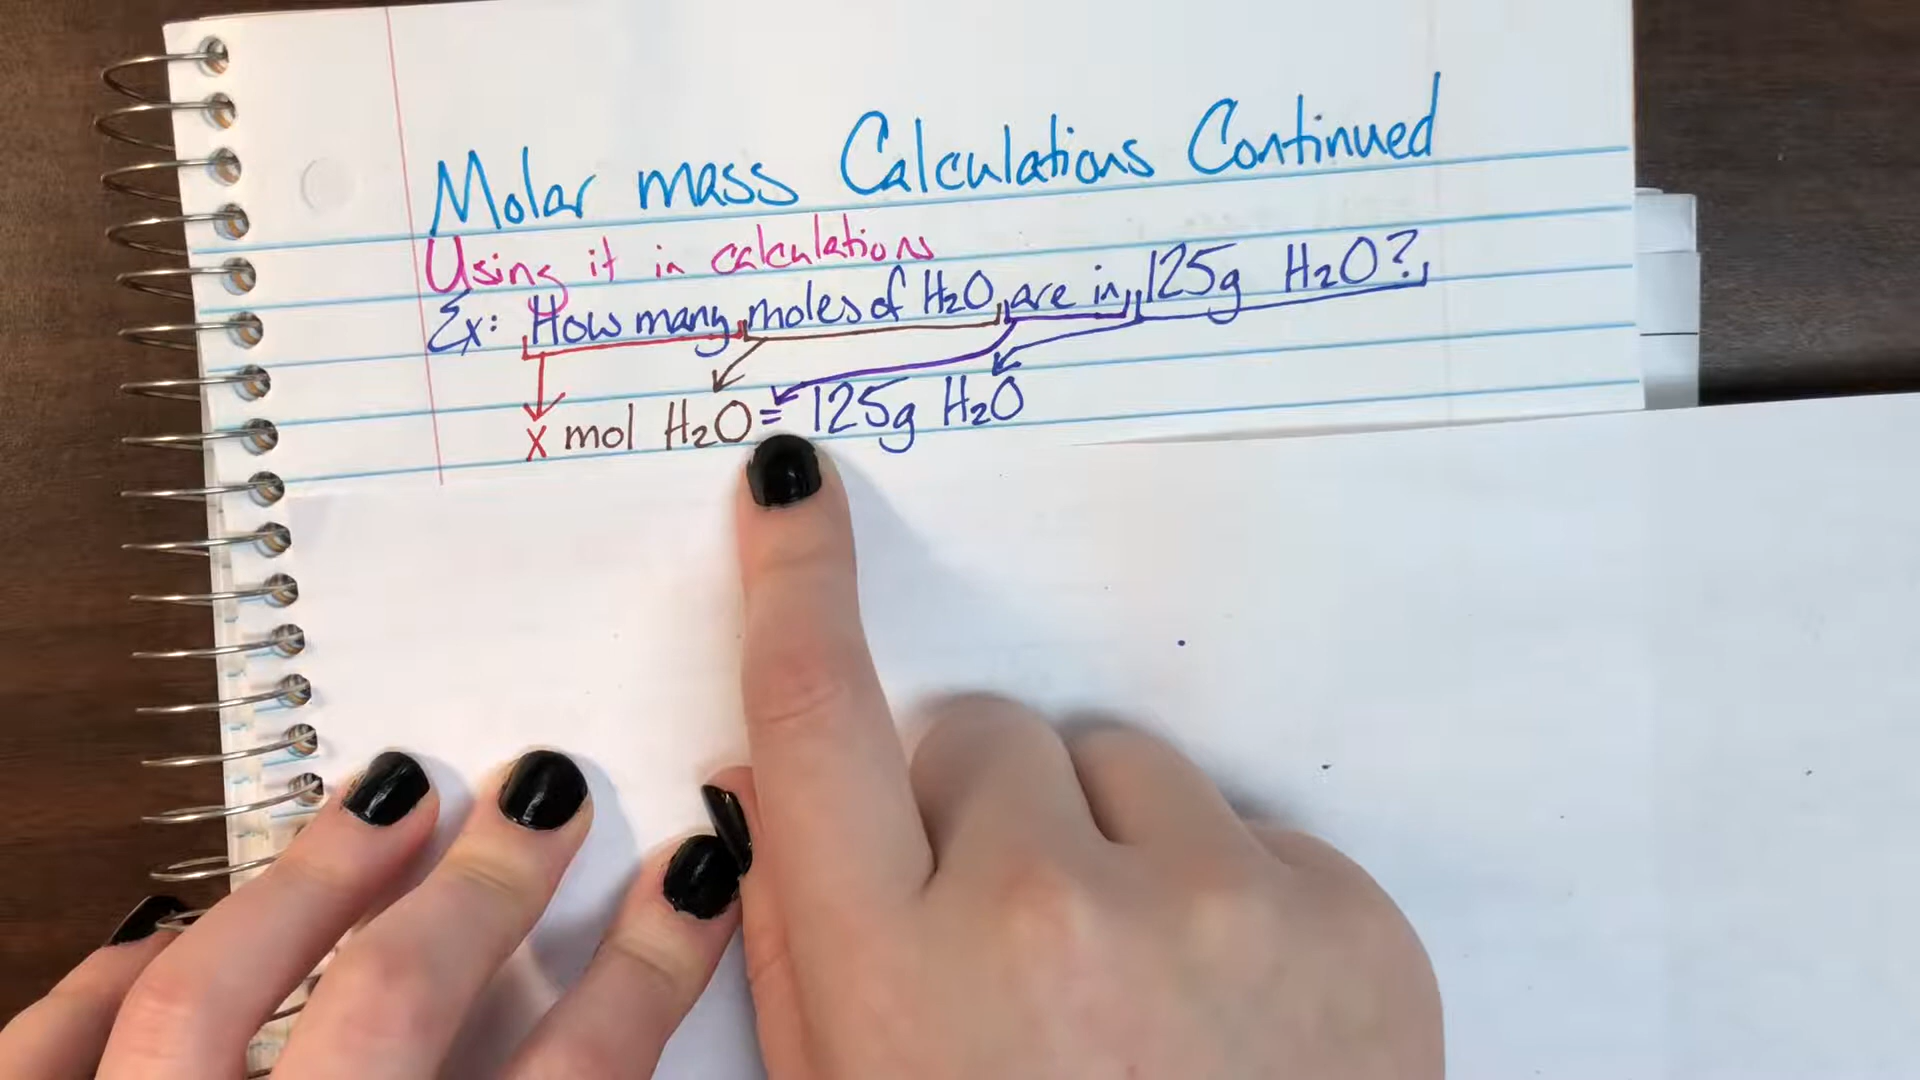 Molar mass Calculations Continued
Using it in calculations
Ex: How many moles of H₂O are in 125g H₂O?
x mol H₂O = 125g H₂O